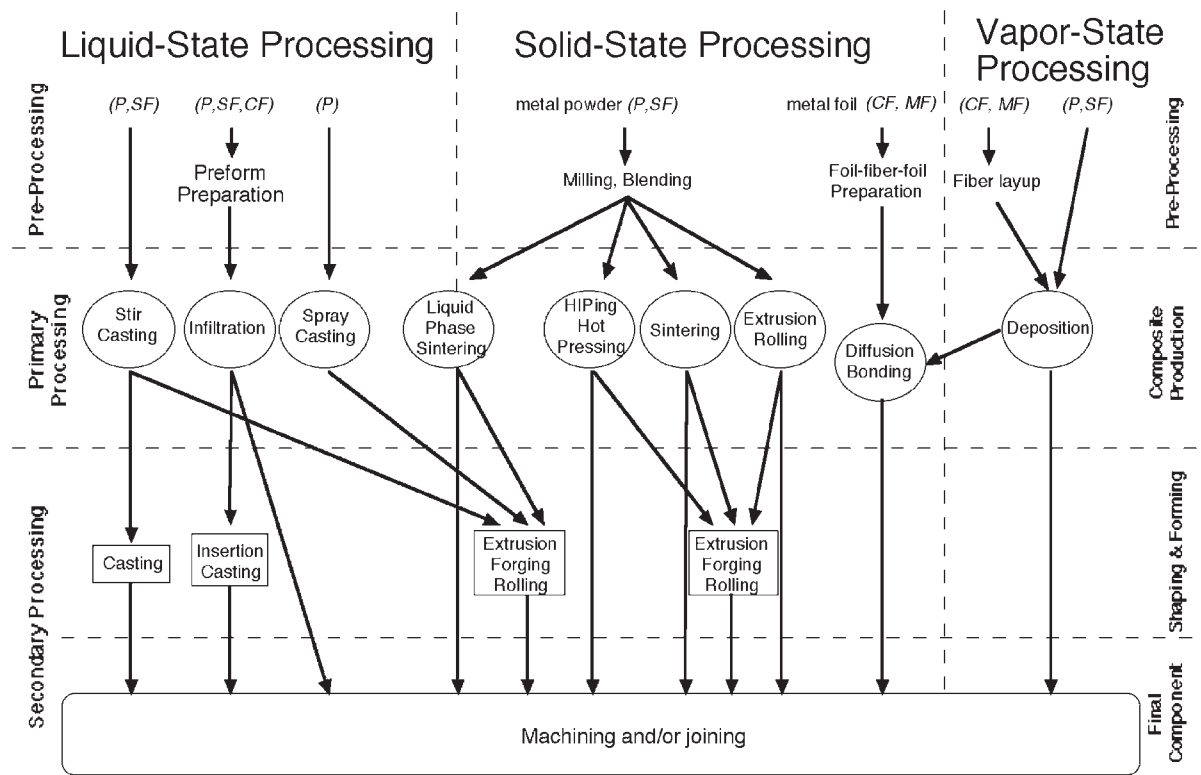 Liquid-State Processing
Solid-State Processing
Vapor-State
Processing
Pre-Processing
(P,SF)
(P,SF,CF)
(P)
metal powder (P,SF)
metal foil (CF, MF)
(CF, MF)
(P,SF)
Pre-Processing
Preform
Preparation
Milling, Blending
Foil-fiber-foil
Preparation
Fiber layup
Primary
Processing
Stir
Casting
Infiltration
Spray
Casting
Liquid
Phase
Sintering
HIPing
Hot
Pressing
Sintering
Extrusion
Rolling
Diffusion
Bonding
Deposition
Composite
Production
Secondary Processing
Casting
Insertion
Casting
Extrusion
Forging
Rolling
Extrusion
Forging
Rolling
Shaping & Forming
Machining and/or joining
Final
Component